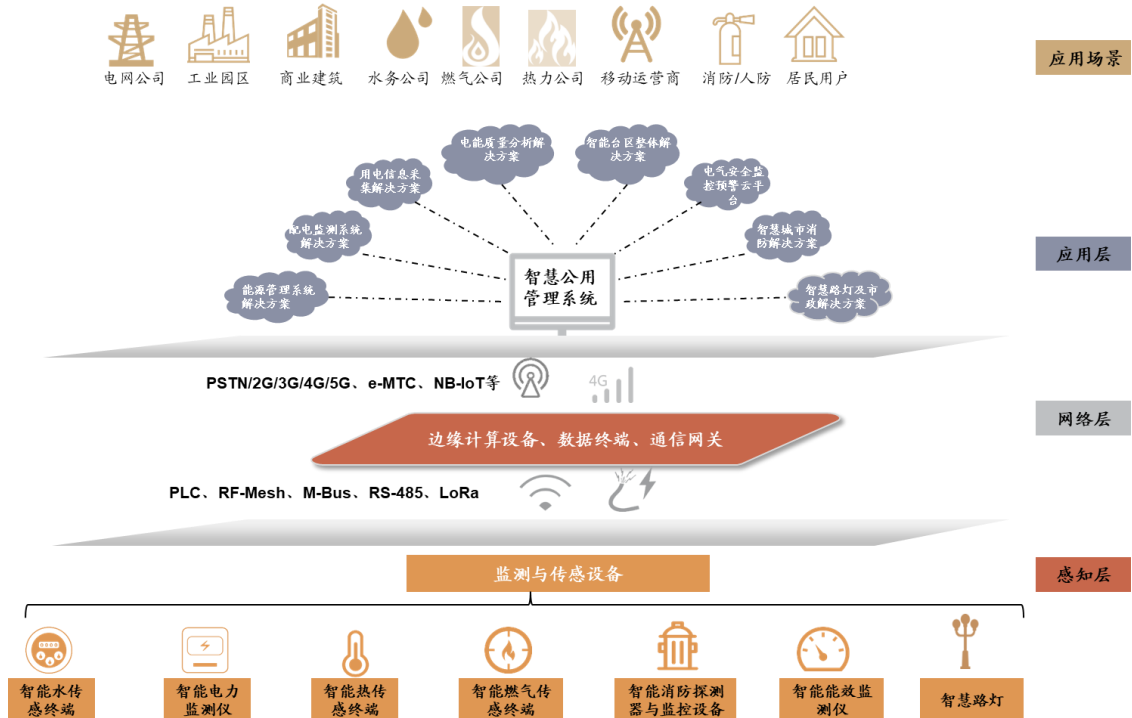 电网公司
工业园区
商业建筑
水务公司
燃气公司
热力公司
移动运营商
消防/人防
居民用户
应用场景
电能质量分析解
决方案
智能台区整体解
决方案
用电信息采
集解决方案
电气安全监
控预警云平
台
配电监测系统
解决方案
智慧城市消
防解决方案
能源管理系统
解决方案
智慧路灯及市
政解决方案
智慧公用
管理系统
应用层
PSTN/2G/3G/4G/5G、e-MTC、NB-IoT等
4G
边缘计算设备、数据终端、通信网关
网络层
PLC、RF-Mesh、M-Bus、RS-485、LoRa
监测与传感设备
感知层
智能水传
感终端
智能电力
监测仪
智能热传
感终端
智能燃气传
感终端
智能消防探测
器与监控设备
智能能效监
测仪
智慧路灯